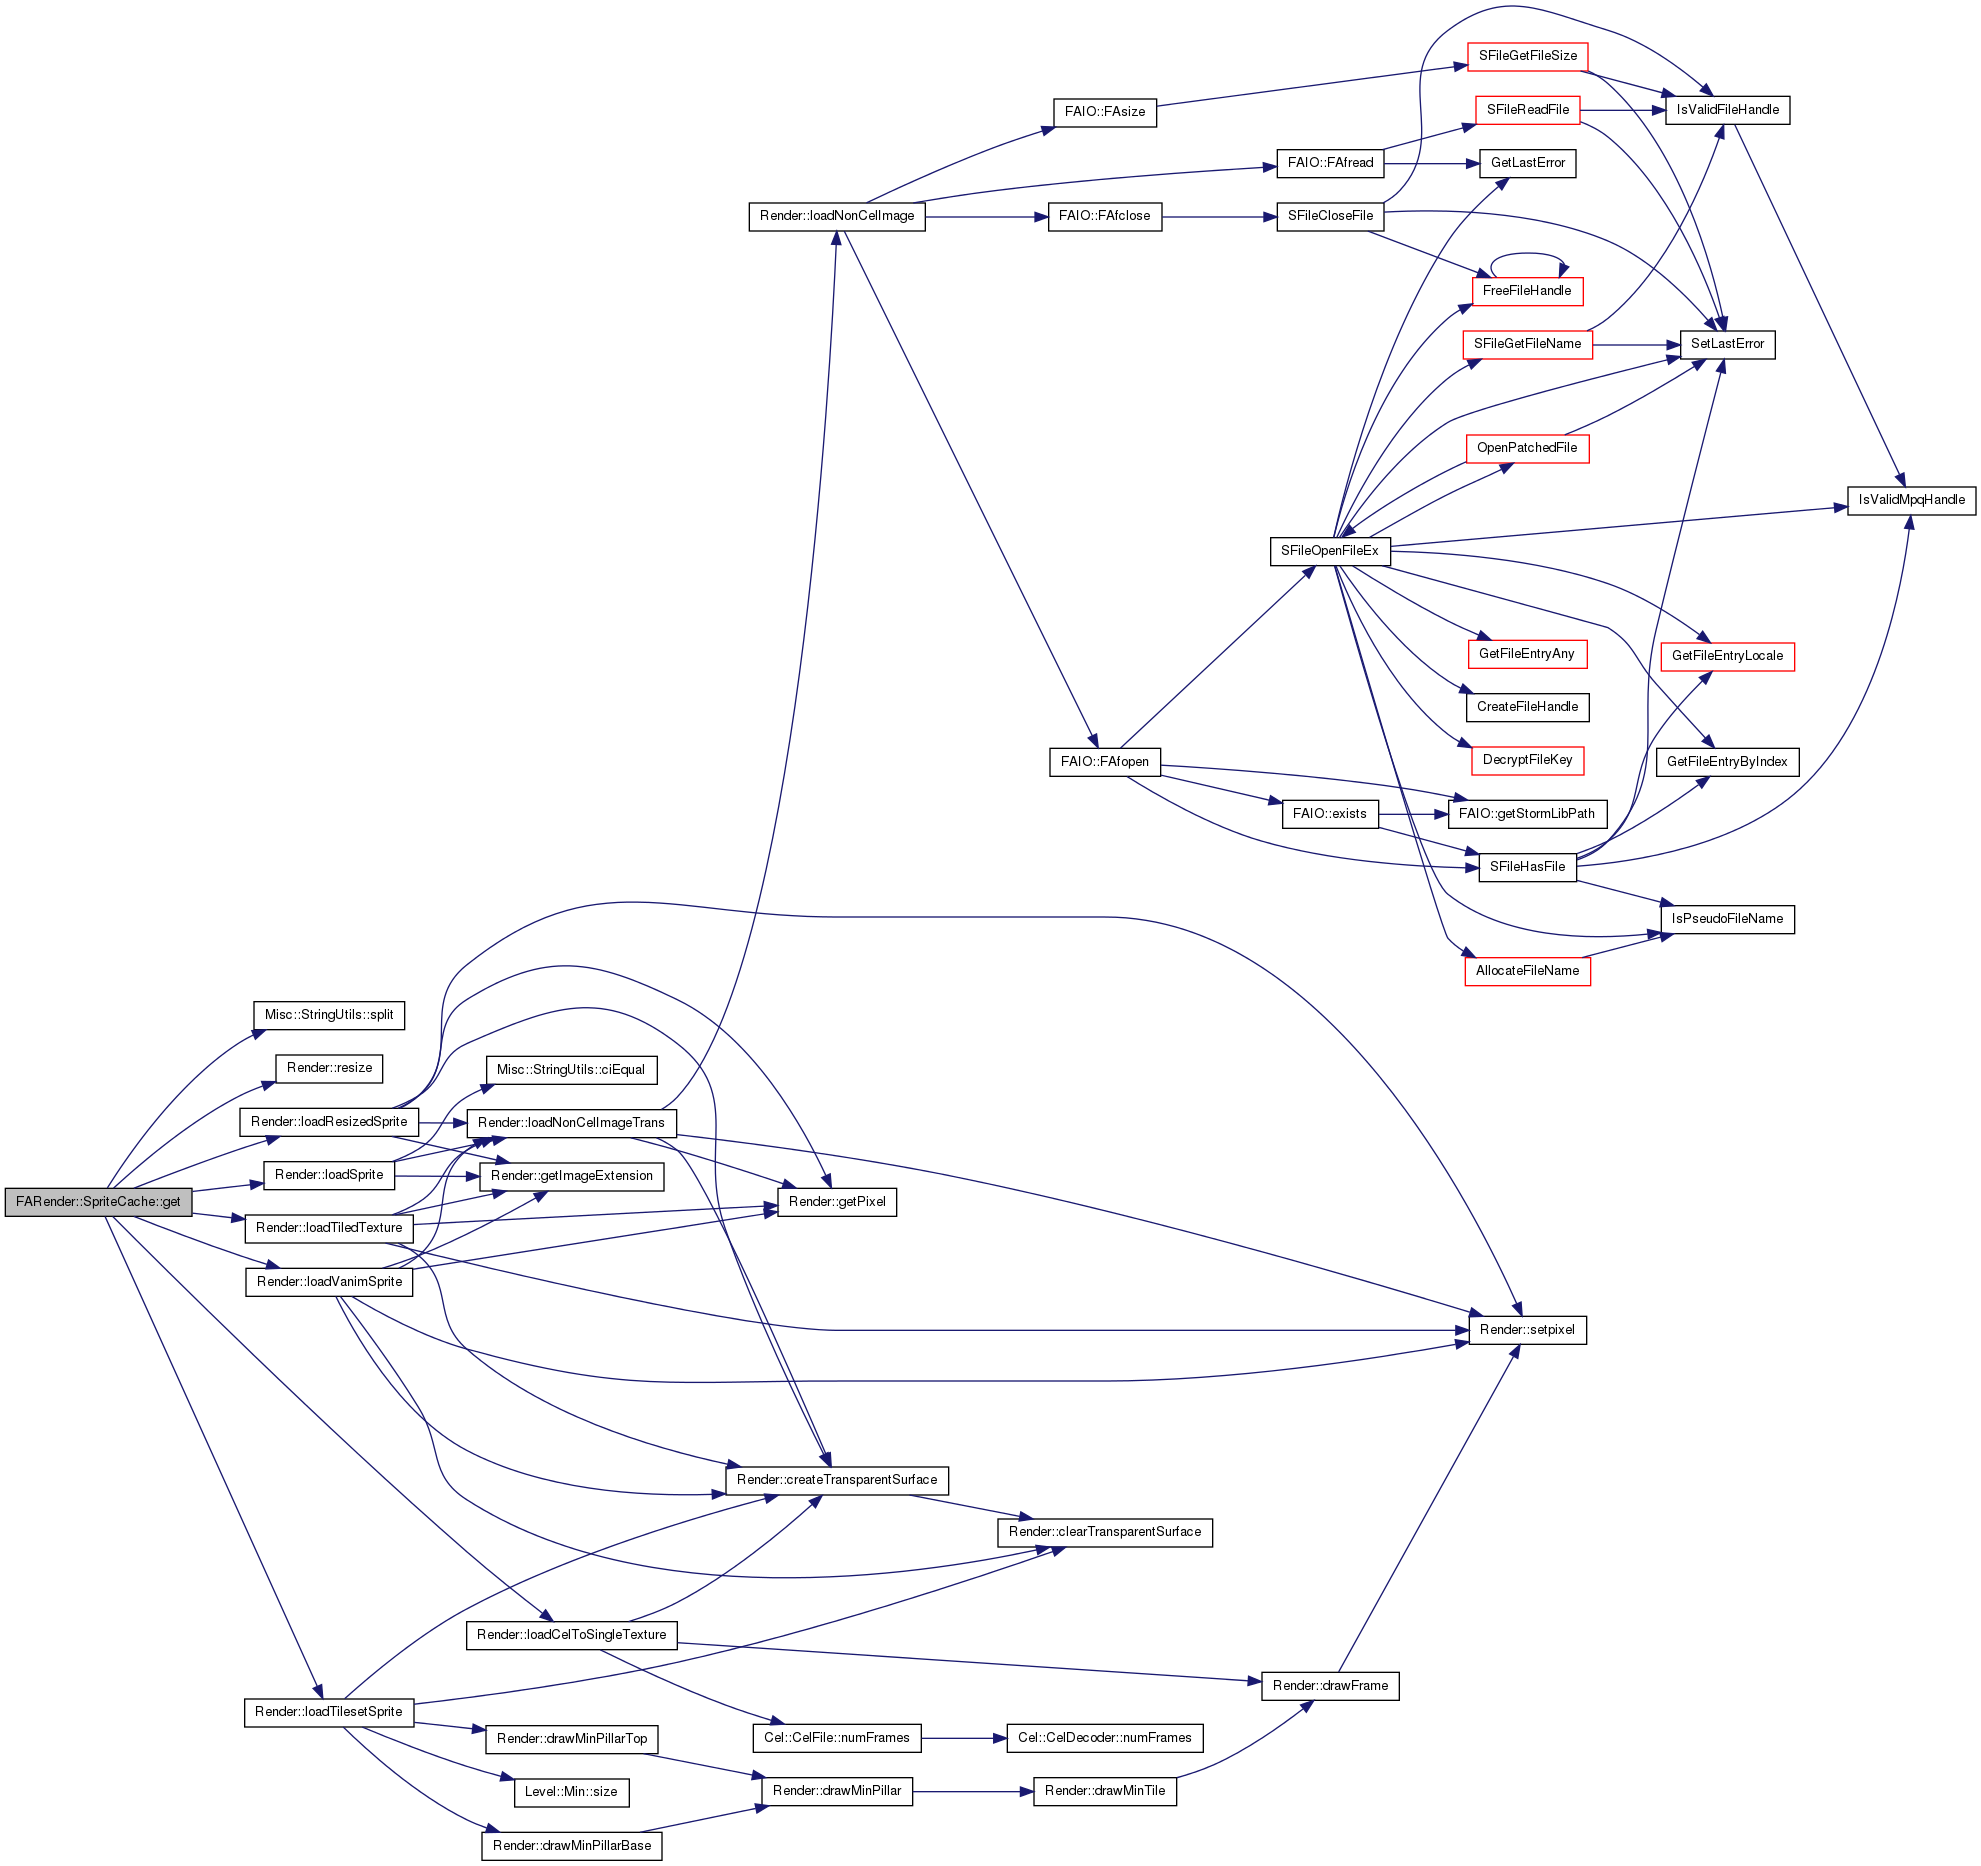 SFileGetFileSize
FAIO::FAsize
SFileReadFile
IsValidFileHandle
FAIO::FAfread
GetLastError
Render::loadNonCelImage
FAIO::FAfclose
SFileCloseFile
FreeFileHandle
SFileGetFileName
SetLastError
OpenPatchedFile
IsValidMpqHandle
SFileOpenFileEx
GetFileEntryAny
GetFileEntryLocale
CreateFileHandle
FAIO::FAfopen
DecryptFileKey
GetFileEntryByIndex
FAIO::exists
FAIO::getStormLibPath
SFileHasFile
IsPseudoFileName
AllocateFileName
Misc::StringUtils::split
Render::resize
Misc::StringUtils::ciEqual
Render::loadResizedSprite
Render::loadNonCelImageTrans
Render::loadSprite
Render::getImageExtension
FARender::SpriteCache::get
Render::getPixel
Render::loadTiledTexture
Render::loadVanimSprite
Render::setpixel
Render::createTransparentSurface
Render::clearTransparentSurface
Render::loadCelToSingleTexture
Render::drawFrame
Render::loadTilesetSprite
Render::drawMinPillarTop
Cel::CelFile::numFrames
Cel::CelDecoder::numFrames
Level::Min::size
Render::drawMinPillar
Render::drawMinTile
Render::drawMinPillarBase